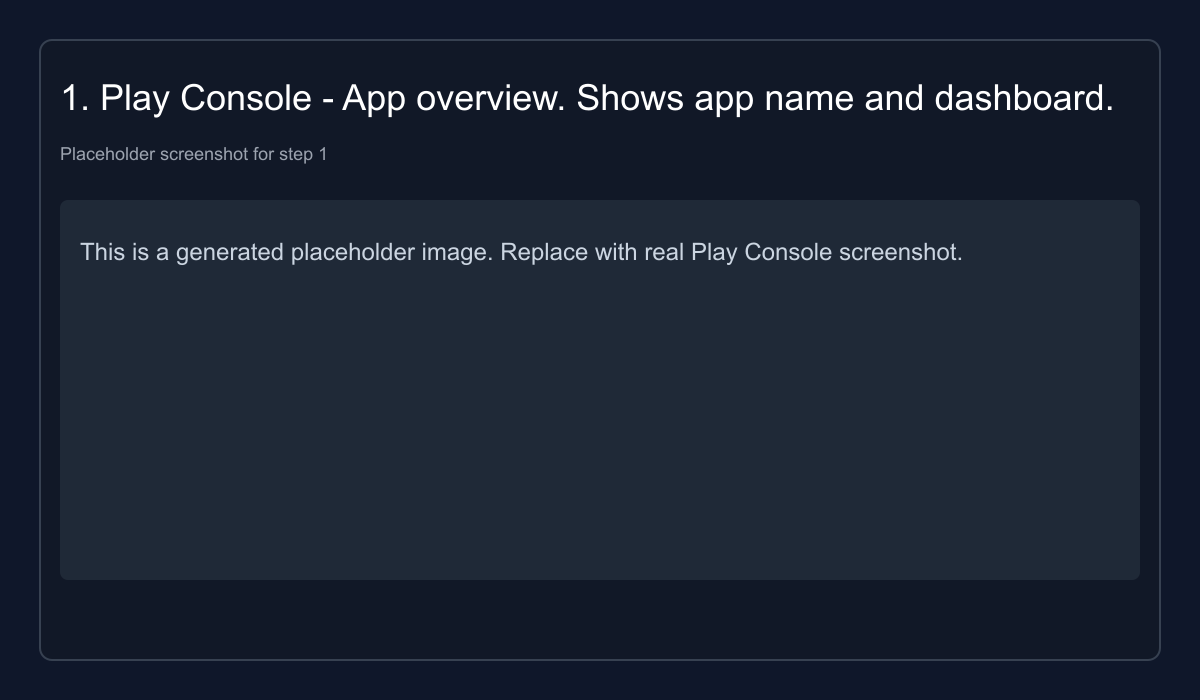 1. Play Console - App overview. Shows app name and dashboard.
Placeholder screenshot for step 1
This is a generated placeholder image. Replace with real Play Console screenshot.